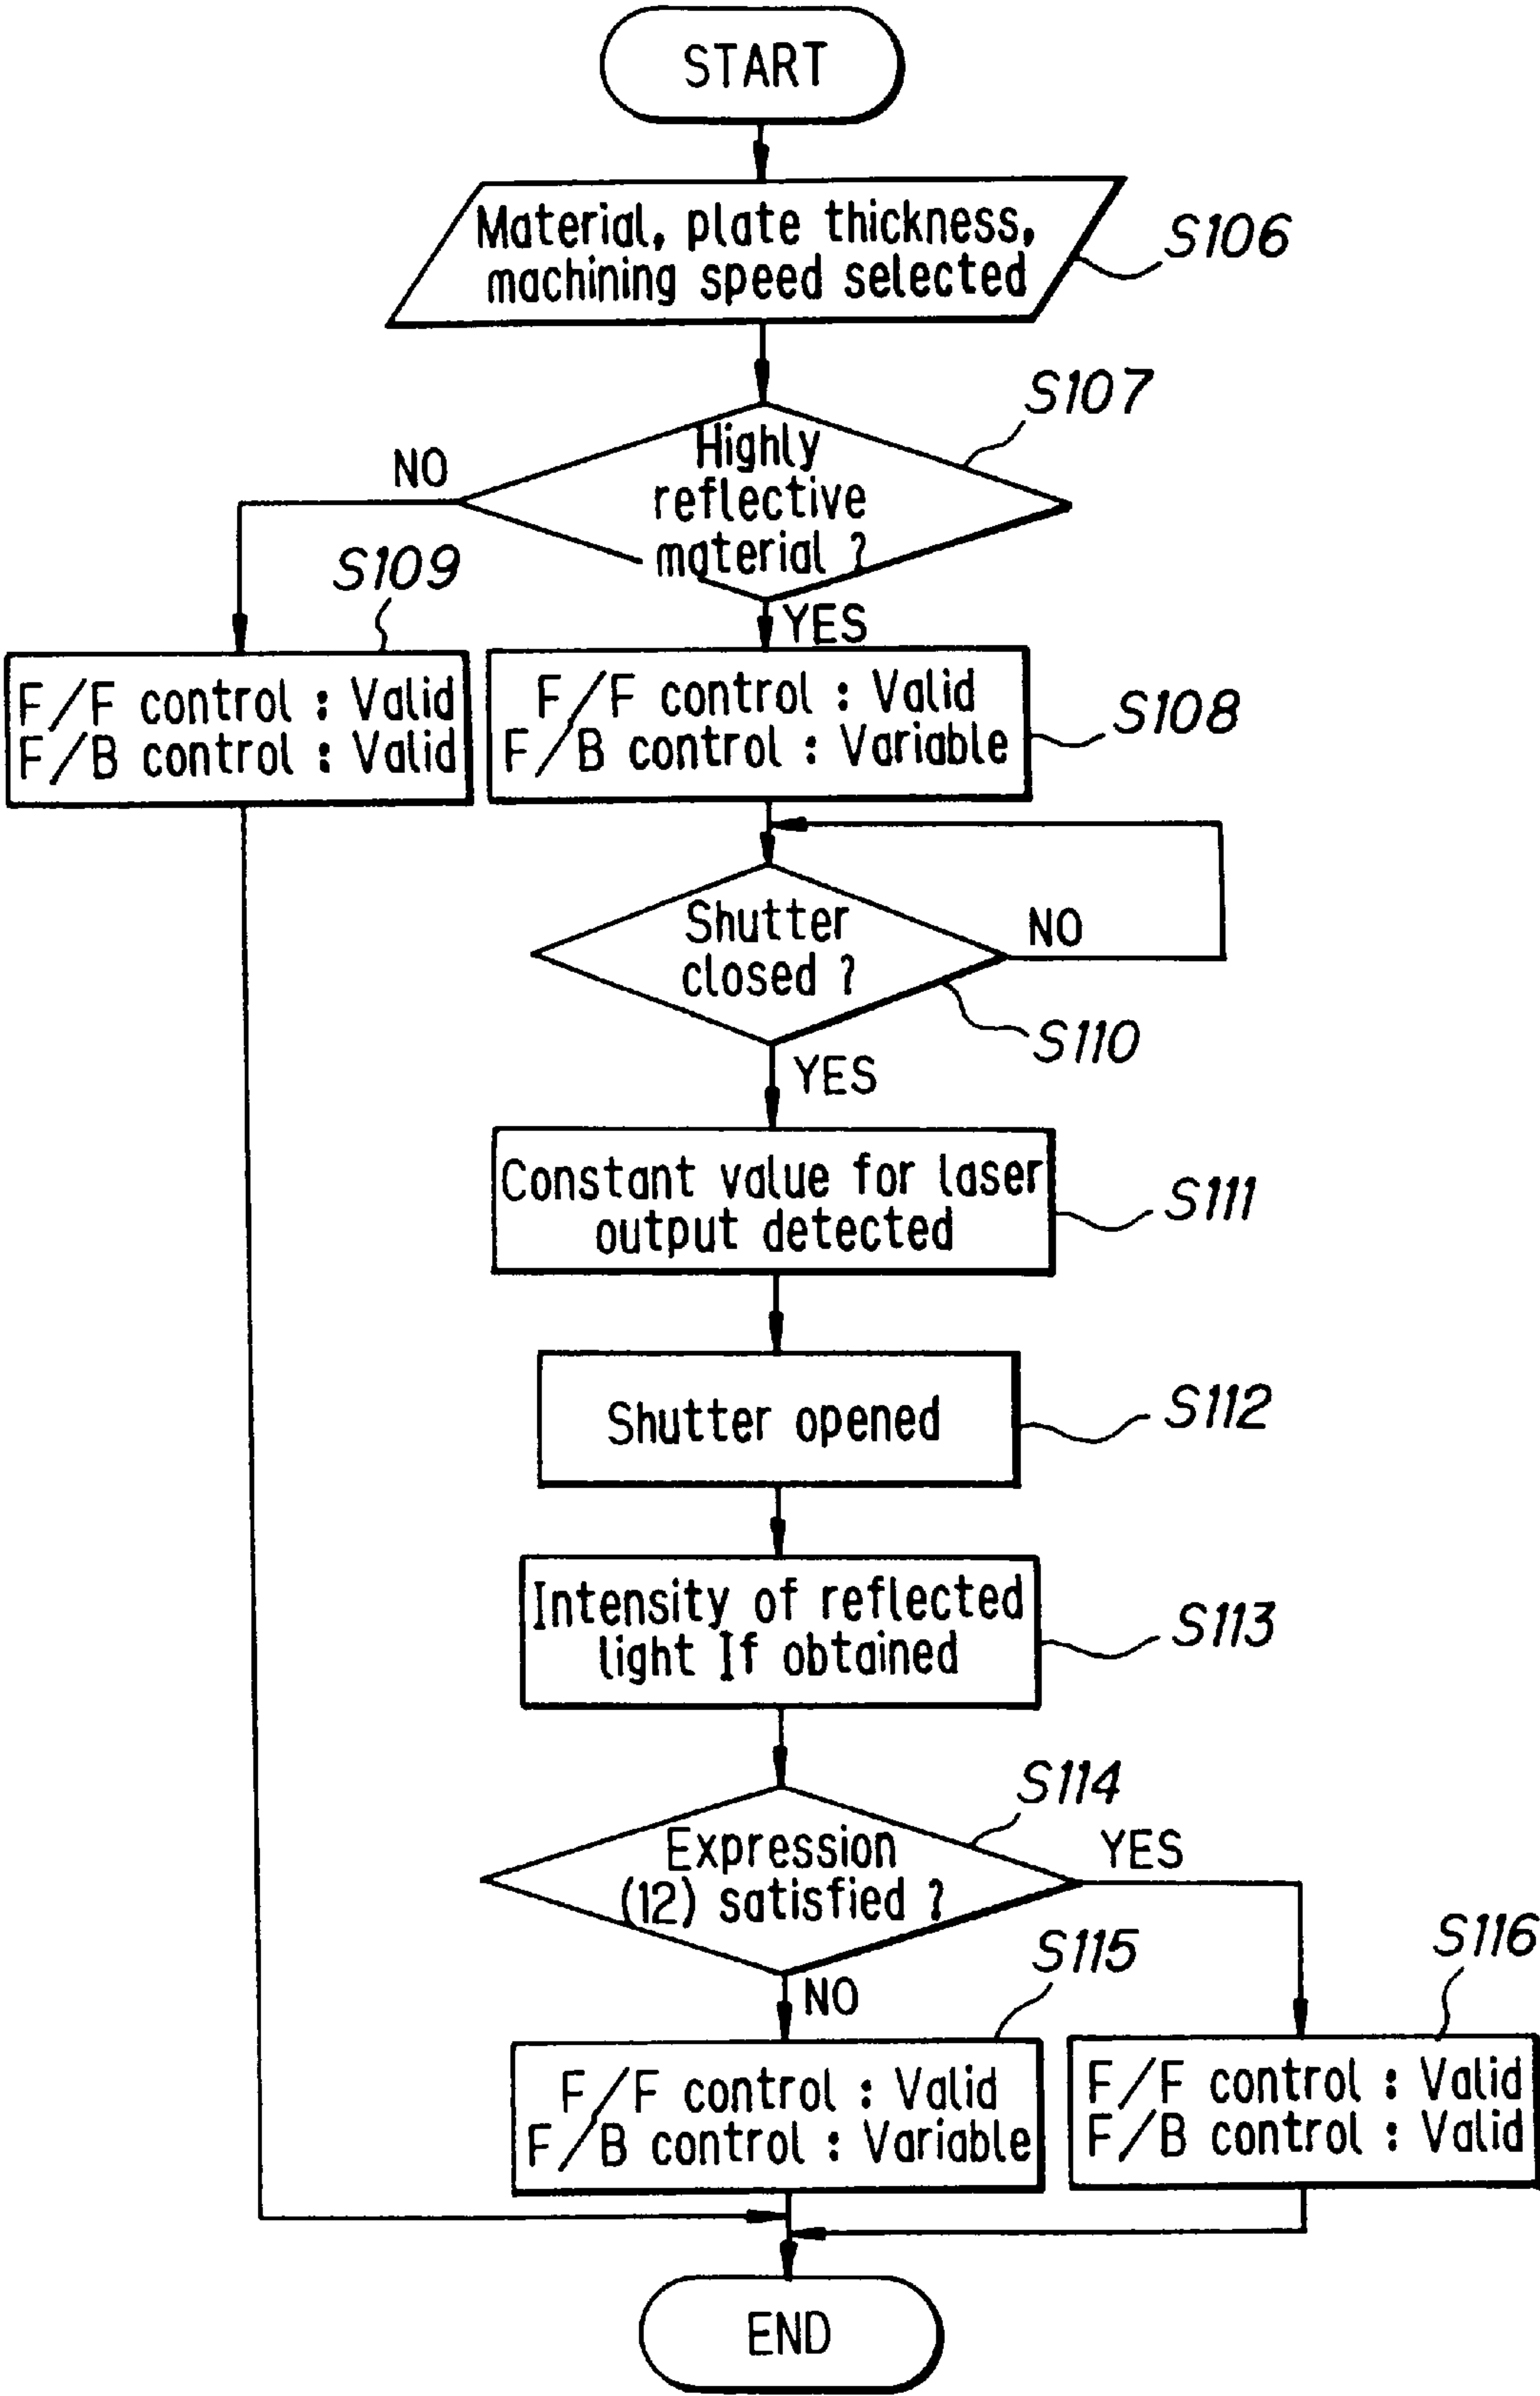 START
Material, plate thickness,
machining speed selected
S106
S107
Highly
reflective
material ?
NO
YES
S109
F/F control : Valid
F/B control : Valid
F/F control : Valid
F/B control : Variable
S108
Shutter
closed ?
NO
S110
YES
Constant value for laser
output detected
S111
Shutter opened
S112
Intensity of reflected
light If obtained
S113
S114
Expression
(12) satisfied ?
YES
NO
S115
S116
F/F control : Valid
F/B control : Variable
F/F control : Valid
F/B control : Valid
END